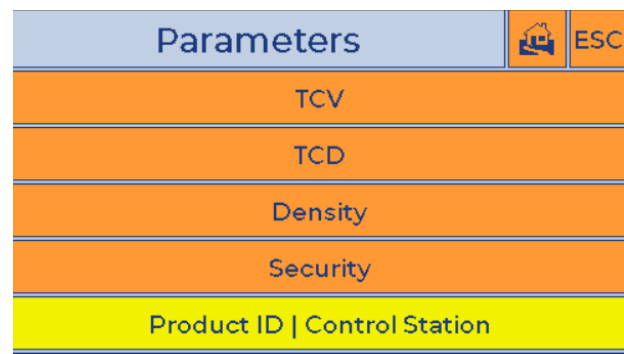 Parameters ESC
TCV
TCD
Density
Security
Product ID | Control Station